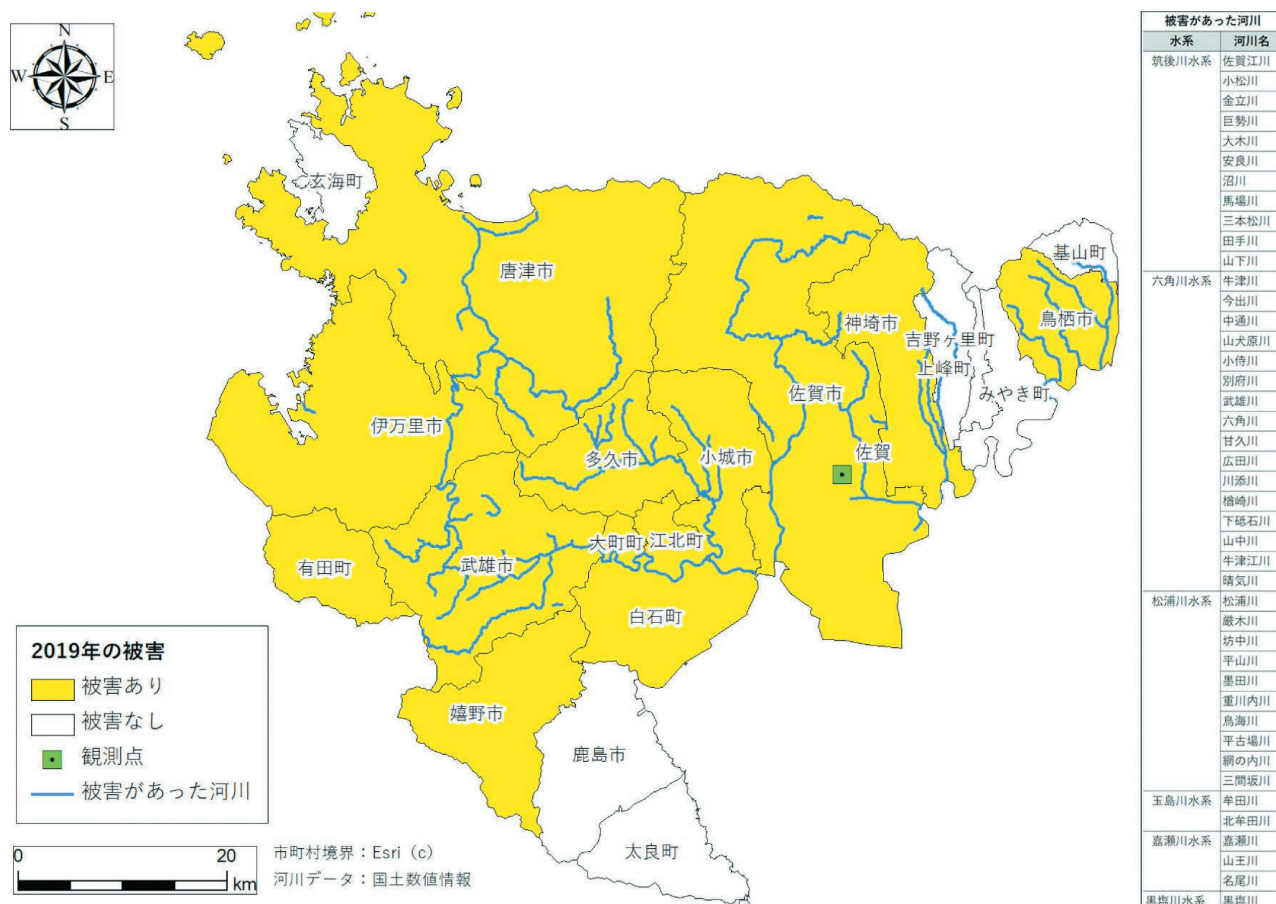 N
W E
S
玄海町
唐津市
基山町
鳥栖市
神埼市
吉野ヶ里町
上峰町
みやき町
佐賀市
佐賀
伊万里市
多久市
小城市
大町町
江北町
武雄市
有田町
白石町
嬉野市
鹿島市
太良町
2019年の被害
被害あり
被害なし
観測点
被害があった河川
0 20
km
市町村境界：Esri（c）
河川データ：国土数値情報
被害があった河川
水系 河川名
筑後川水系 佐賀江川
小松川
金立川
巨勢川
大木川
安良川
沼川
馬場川
三本松川
田手川
山下川
六角川水系 牛津川
今出川
中通川
山犬原川
小侍川
別府川
武雄川
六角川
甘久川
広田川
川添川
楢崎川
下砥石川
山中川
牛津江川
晴気川
松浦川水系 松浦川
厳木川
坊中川
平山川
墨田川
重川内川
鳥海川
平古場川
網の内川
三間坂川
玉島川水系 牟田川
北牟田川
嘉瀬川水系 嘉瀬川
山王川
名尾川
黒塩川水系 黒塩川